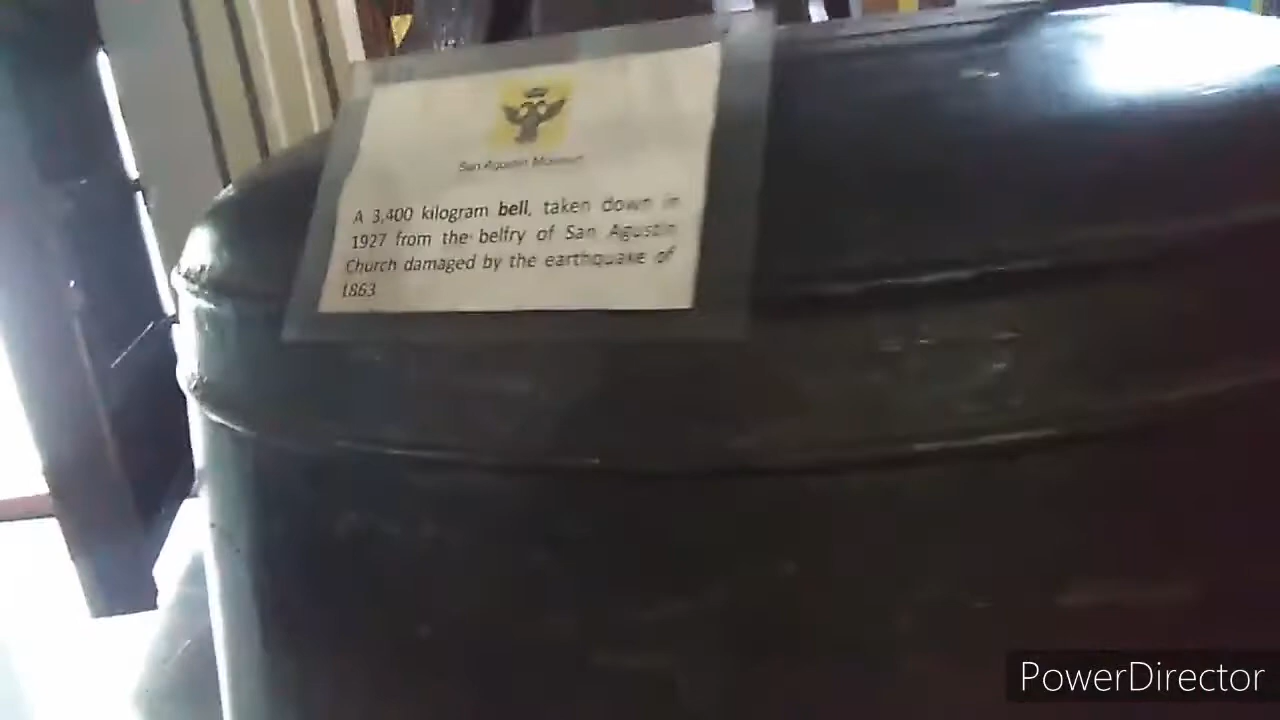 San Agustin Museum
A 3,400 kilogram bell, taken down in
1927 from the belfry of San Agustin
Church damaged by the earthquake of
1863
PowerDirector